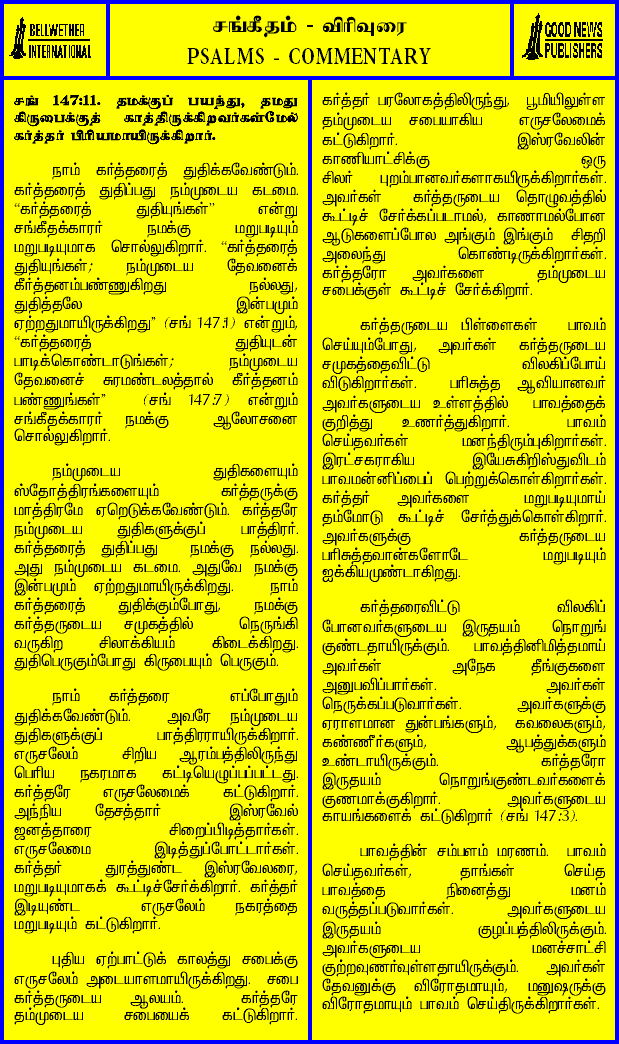 BELLWETHER
INTERNATIONAL
சங்கீதம் - விரிவுரை
PSALMS - COMMENTARY
GOOD NEWS
PUBLISHERS
சங் 147:11. தமக்குப் பயந்து, தமது
கிருபைக்குத் காத்திருக்கிறவர்கள்மேல்
கர்த்தர் பிரியமாயிருக்கிறார்.
நாம் கர்த்தரைத் துதிக்கவேண்டும்.
கர்த்தரைத் துதிப்பது நம்முடைய கடமை.
“கர்த்தரைத் துதியுங்கள்” என்று
சங்கீதக்காரர் நமக்கு மறுபடியும்
மறுபடியுமாக சொல்லுகிறார். “கர்த்தரைத்
துதியுங்கள்; நம்முடைய தேவனைக்
கீர்த்தனம்பண்ணுகிறது நல்லது,
துதித்தலே இன்பமும்
ஏற்றதுமாயிருக்கிறது” (சங் 147:1) என்றும்,
“கர்த்தரைத் துதியுடன்
பாடிக்கொண்டாடுங்கள்; நம்முடைய
தேவனைச் சுரமண்டலத்தால் கீர்த்தனம்
பண்ணுங்கள்” (சங் 147:7) என்றும்
சங்கீதக்காரர் நமக்கு ஆலோசனை
சொல்லுகிறார்.
நம்முடைய துதிகளையும்
ஸ்தோத்திரங்களையும் கர்த்தருக்கு
மாத்திரமே ஏறெடுக்கவேண்டும். கர்த்தரே
நம்முடைய துதிகளுக்குப் பாத்திரர்.
கர்த்தரைத் துதிப்பது நமக்கு நல்லது.
அது நம்முடைய கடமை. அதுவே நமக்கு
இன்பமும் ஏற்றதுமாயிருக்கிறது. நாம்
கர்த்தரைத் துதிக்கும்போது, நமக்கு
கர்த்தருடைய சமுகத்தில் நெருங்கி
வருகிற சிலாக்கியம் கிடைக்கிறது.
துதிபெருகும்போது கிருபையும் பெருகும்.
நாம் கர்த்தரை எப்போதும்
துதிக்கவேண்டும். அவரே நம்முடைய
துதிகளுக்குப் பாத்திரராயிருக்கிறார்.
எருசலேம் சிறிய ஆரம்பத்திலிருந்து
பெரிய நகரமாக கட்டியெழுப்பப்பட்டது.
கர்த்தரே எருசலேமைக் கட்டுகிறார்.
அந்நிய தேசத்தார் இஸ்ரவேல்
ஜனத்தாரை சிறைப்பிடித்தார்கள்.
எருசலேமை இடித்துப்போட்டார்கள்.
கர்த்தர் துரத்துண்ட இஸ்ரவேலரை,
மறுபடியுமாகக் கூட்டிச்சேர்க்கிறார். கர்த்தர்
இடியுண்ட எருசலேம் நகரத்தை
மறுபடியும் கட்டுகிறார்.
புதிய ஏற்பாட்டுக் காலத்து சபைக்கு
எருசலேம் அடையாளமாயிருக்கிறது. சபை
கர்த்தருடைய ஆலயம். கர்த்தரே
தம்முடைய சபையைக் கட்டுகிறார்.
கர்த்தர் பரலோகத்திலிருந்து, பூமியிலுள்ள
தம்முடைய சபையாகிய எருசலேமைக்
கட்டுகிறார். இஸ்ரவேலின்
காணியாட்சிக்கு ஒரு
சிலர் புறம்பானவர்களாகயிருக்கிறார்கள்.
அவர்கள் கர்த்தருடைய தொழுவத்தில்
கூட்டிச் சேர்க்கப்படாமல், காணாமல்போன
ஆடுகளைப்போல அங்கும் இங்கும் சிதறி
அலைந்து கொண்டிருக்கிறார்கள்.
கர்த்தரோ அவர்களை தம்முடைய
சபைக்குள் கூட்டிச் சேர்க்கிறார்.
கர்த்தருடைய பிள்ளைகள் பாவம்
செய்யும்போது, அவர்கள் கர்த்தருடைய
சமுகத்தைவிட்டு விலகிப்போய்
விடுகிறார்கள். பரிசுத்த ஆவியானவர்
அவர்களுடைய உள்ளத்தில் பாவத்தைக்
குறித்து உணர்த்துகிறார். பாவம்
செய்தவர்கள் மனந்திரும்புகிறார்கள்.
இரட்சகராகிய இயேசுகிறிஸ்துவிடம்
பாவமன்னிப்பைப் பெற்றுக்கொள்கிறார்கள்.
கர்த்தர் அவர்களை மறுபடியுமாய்
தம்மோடு கூட்டிச் சேர்த்துக்கொள்கிறார்.
அவர்களுக்கு கர்த்தருடைய
பரிசுத்தவான்களோடே மறுபடியும்
ஐக்கியமுண்டாகிறது.
கர்த்தரைவிட்டு விலகிப்
போனவர்களுடைய இருதயம் நொறுங்
குண்டதாயிருக்கும். பாவத்தினிமித்தமாய்
அவர்கள் அநேக தீங்குகளை
அனுபவிப்பார்கள். அவர்கள்
நெருக்கப்படுவார்கள். அவர்களுக்கு
ஏராளமான துன்பங்களும், கவலைகளும்,
கண்ணீர்களும், ஆபத்துக்களும்
உண்டாயிருக்கும். கர்த்தரோ
இருதயம் நொறுங்குண்டவர்களைக்
குணமாக்குகிறார். அவர்களுடைய
காயங்களைக் கட்டுகிறார் (சங் 147:3).
பாவத்தின் சம்பளம் மரணம். பாவம்
செய்தவர்கள், தாங்கள் செய்த
பாவத்தை நினைத்து மனம்
வருத்தப்படுவார்கள். அவர்களுடைய
இருதயம் குழப்பத்திலிருக்கும்.
அவர்களுடைய மனச்சாட்சி
குற்றவுணர்வுள்ளதாயிருக்கும். அவர்கள்
தேவனுக்கு விரோதமாயும், மனுஷருக்கு
விரோதமாயும் பாவம் செய்திருக்கிறார்கள்.